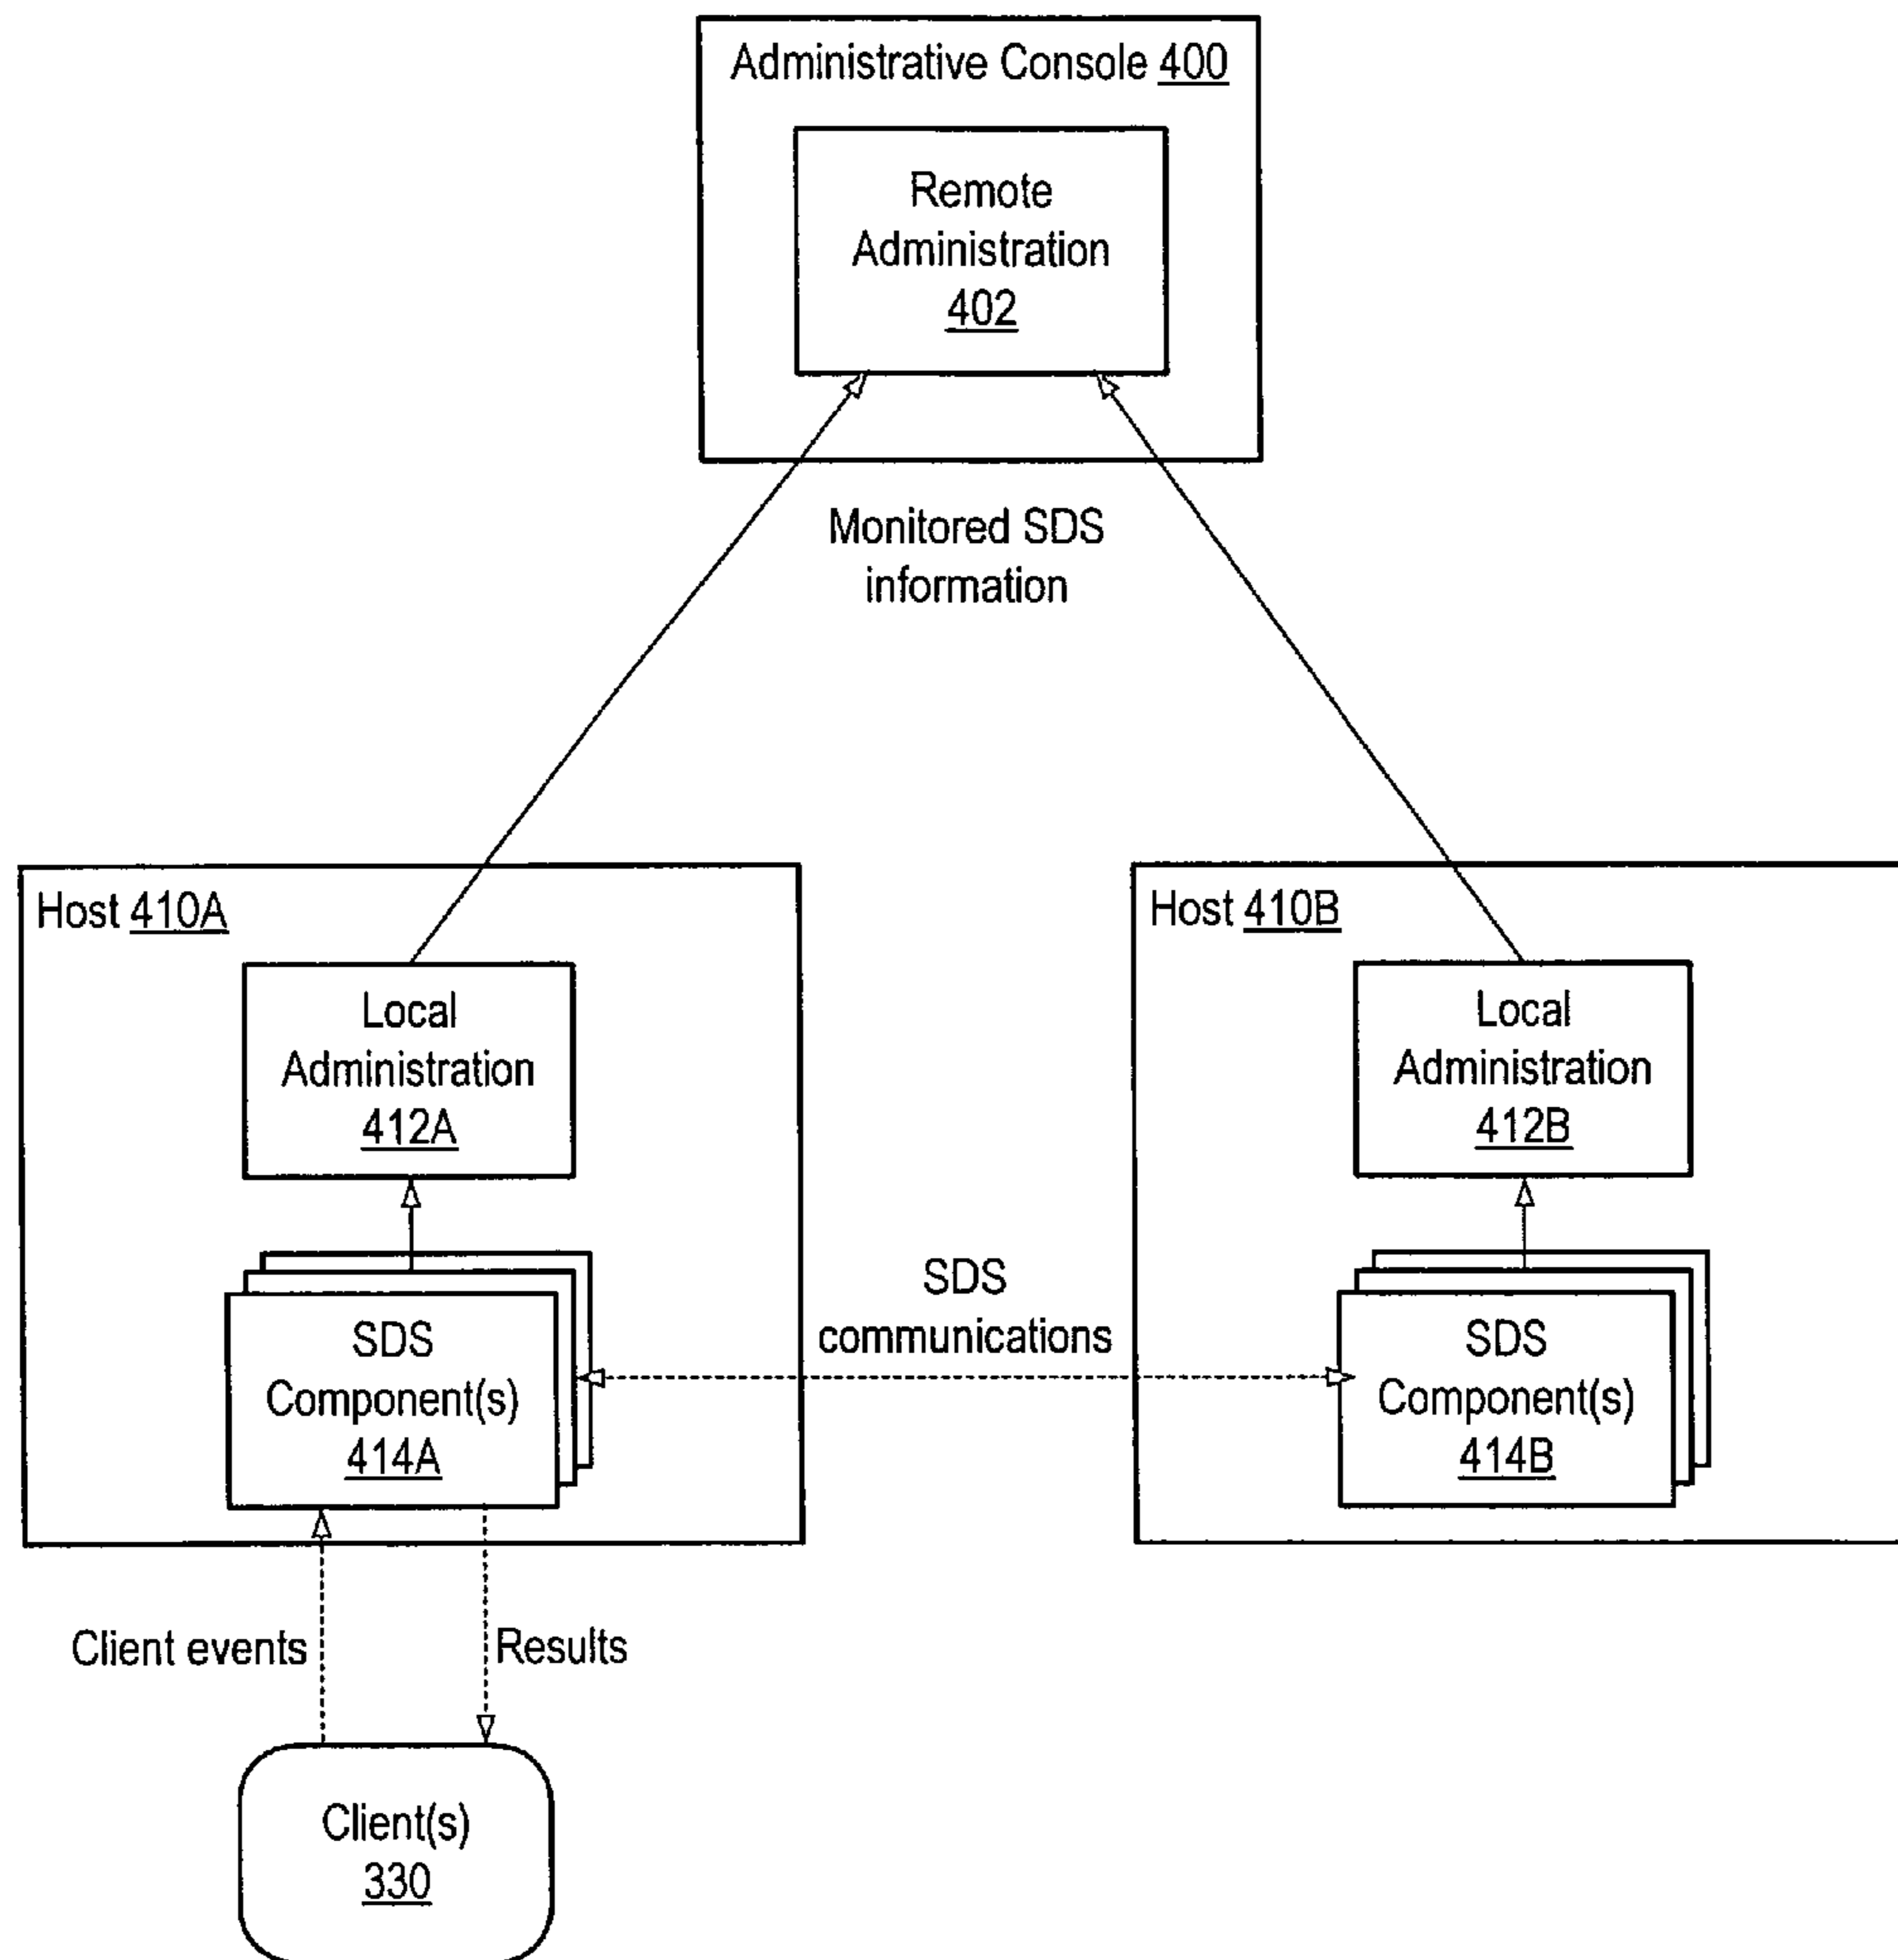 Administrative Console 400
Remote
Administration
402
Monitored SDS
information
Host 410A
Local
Administration
412A
SDS
Component(s)
414A
SDS
communications
Host 410B
Local
Administration
412B
SDS
Component(s)
414B
Client events
Results
Client(s)
330